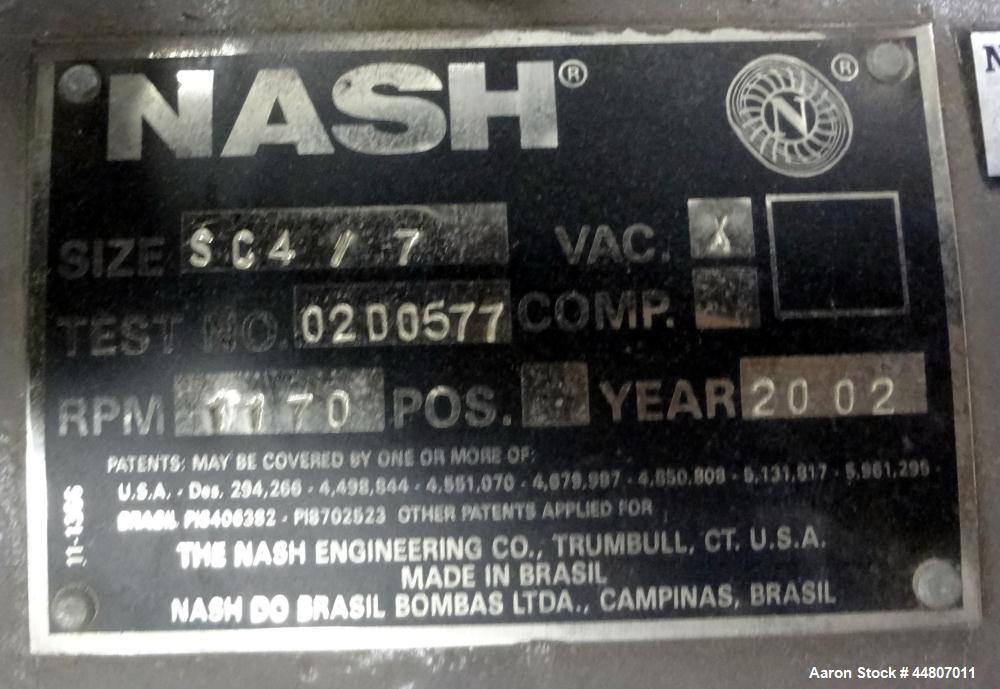 NASH®
N ®
SIZE SC4 / 7 VAC. X
TEST NO. 02D0577 COMP.
RPM 1170 POS. YEAR 2002
PATENTS: MAY BE COVERED BY ONE OR MORE OF:
U.S.A. - Des. 294,266 - 4,498,844 - 4,551,070 - 4,679,987 - 4,850,808 - 5,131,817 - 5,961,295 -
BRASIL PI8406382 - PI8702523 OTHER PATENTS APPLIED FOR
THE NASH ENGINEERING CO., TRUMBULL, CT. U.S.A.
MADE IN BRASIL
NASH DO BRASIL BOMBAS LTDA., CAMPINAS, BRASIL
11-1396
N
Aaron Stock # 44807011